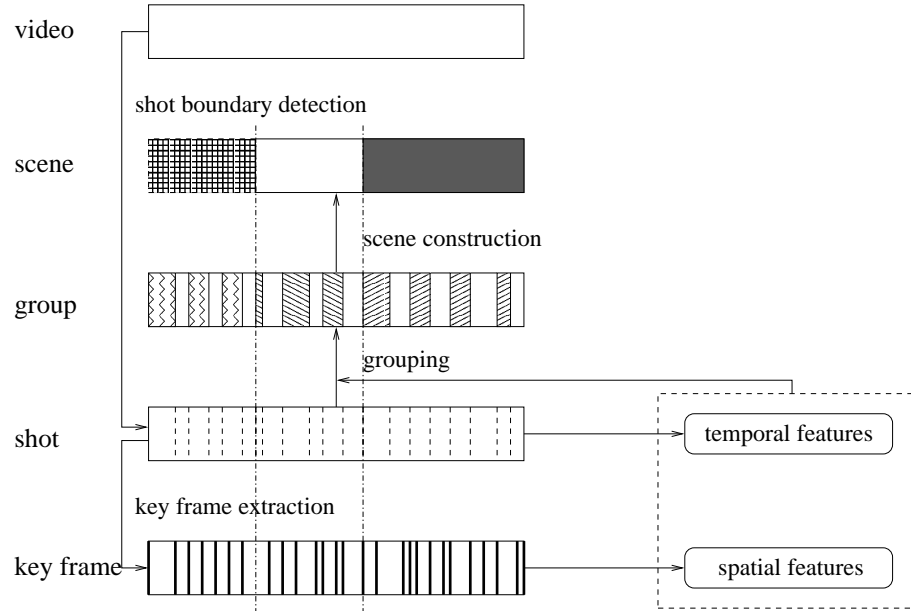 video
shot boundary detection
scene
scene construction
group
grouping
shot
temporal features
key frame extraction
key frame
spatial features